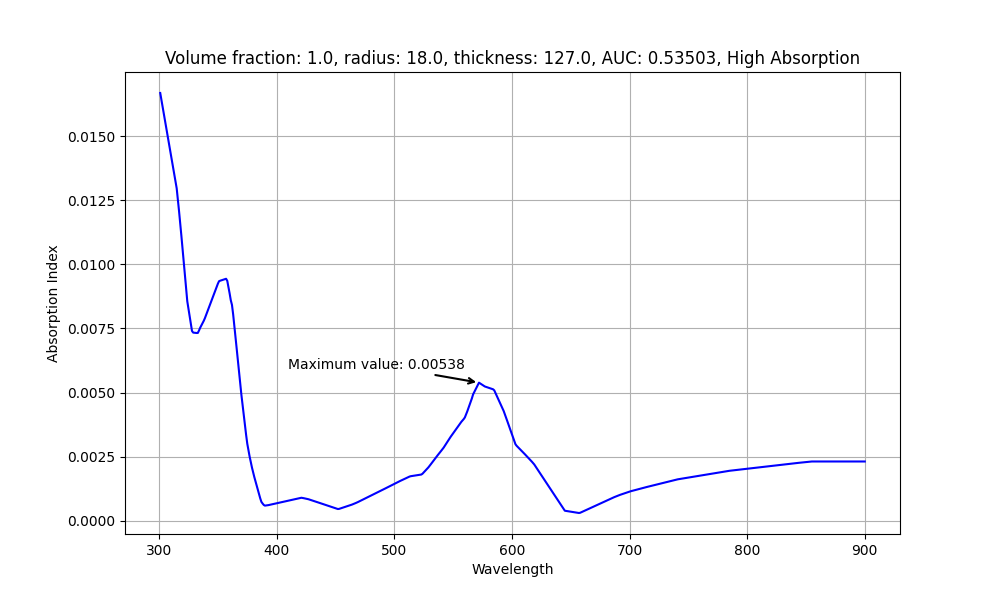 Volume fraction: 1.0, radius: 18.0, thickness: 127.0, AUC: 0.53503, High Absorption
Absorption Index
0.0150
0.0125
0.0100
0.0075
0.0050
0.0025
0.0000
Maximum value: 0.00538
300 400 500 600 700 800 900
Wavelength